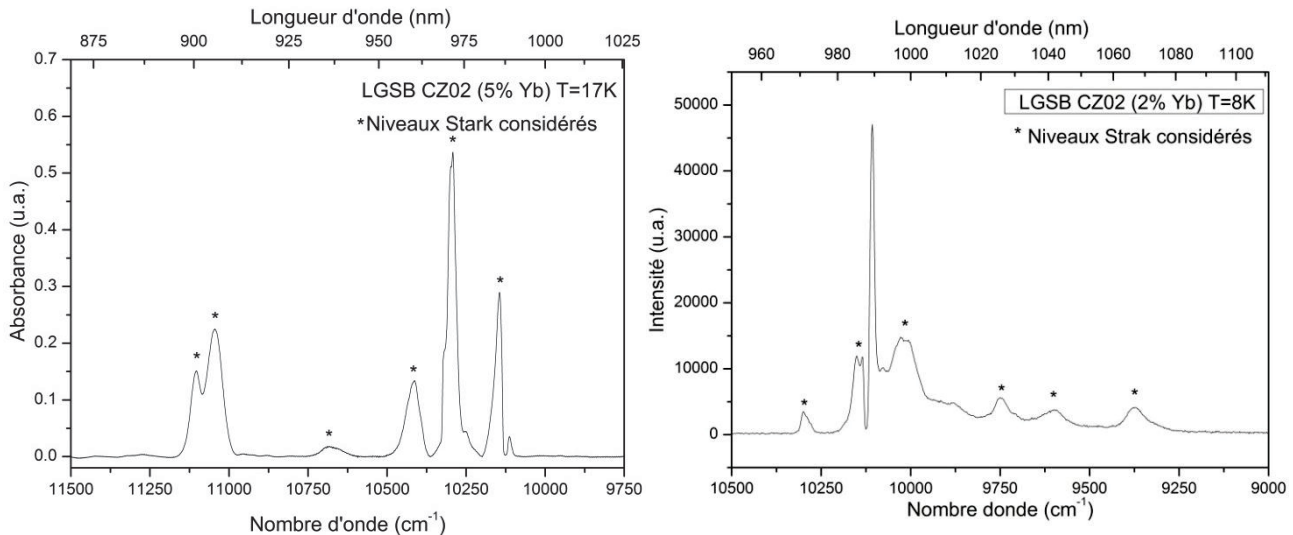 Longueur d'onde (nm)
875 900 925 950 975 1000 1025
0.7
0.6
0.5
0.4
0.3
0.2
0.1
0.0
Absorbance (u.a.)
LGSB CZ02 (5% Yb) T=17K
*Niveaux Stark considérés
* * * * * *
11500 11250 11000 10750 10500 10250 10000 9750
Nombre d'onde (cm-1)
Longueur d'onde (nm)
960 980 1000 1020 1040 1060 1080 1100
50000
40000
30000
20000
10000
0
Intensité (u.a.)
LGSB CZ02 (2% Yb) T=8K
* Niveaux Strak considérés
* * * * * *
10500 10250 10000 9750 9500 9250 9000
Nombre donde (cm-1)